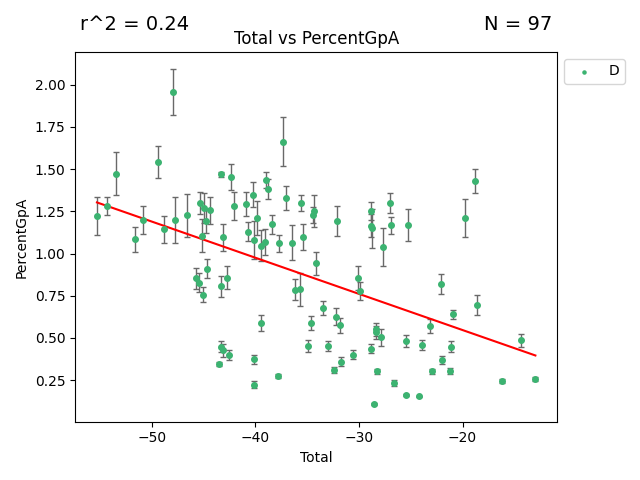 r^2 = 0.24
N = 97
Total vs PercentGpA
D
PercentGpA
2.00
1.75
1.50
1.25
1.00
0.75
0.50
0.25
−50
−40
−30
−20
Total